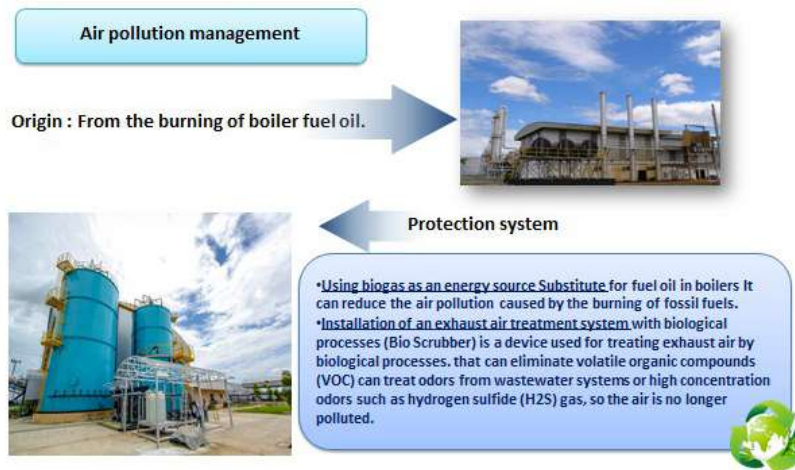 Air pollution management
Origin : From the burning of boiler fuel oil.
Protection system
•Using biogas as an energy source Substitute for fuel oil in boilers It
can reduce the air pollution caused by the burning of fossil fuels.
•Installation of an exhaust air treatment system with biological
processes (Bio Scrubber) is a device used for treating exhaust air by
biological processes. that can eliminate volatile organic compounds
(VOC) can treat odors from wastewater systems or high concentration
odors such as hydrogen sulfide (H2S) gas, so the air is no longer
polluted.